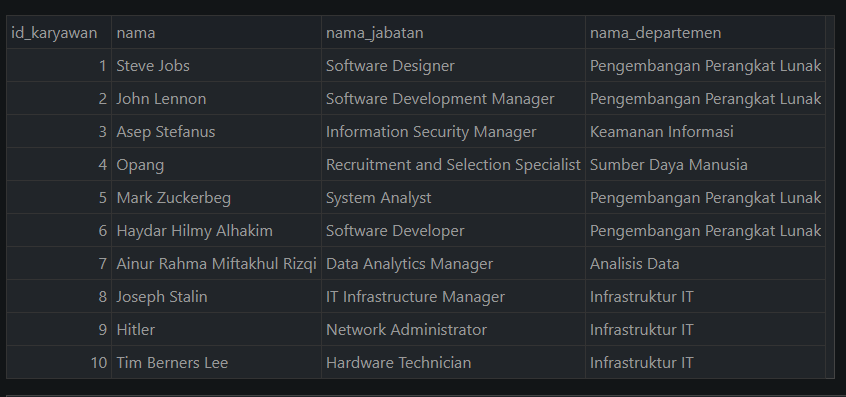 id_karyawan nama nama_jabatan nama_departemen
1 Steve Jobs Software Designer Pengembangan Perangkat Lunak
2 John Lennon Software Development Manager Pengembangan Perangkat Lunak
3 Asep Stefanus Information Security Manager Keamanan Informasi
4 Opang Recruitment and Selection Specialist Sumber Daya Manusia
5 Mark Zuckerbeg System Analyst Pengembangan Perangkat Lunak
6 Haydar Hilmy Alhakim Software Developer Pengembangan Perangkat Lunak
7 Ainur Rahma Miftakhul Rizqi Data Analytics Manager Analisis Data
8 Joseph Stalin IT Infrastructure Manager Infrastruktur IT
9 Hitler Network Administrator Infrastruktur IT
10 Tim Berners Lee Hardware Technician Infrastruktur IT